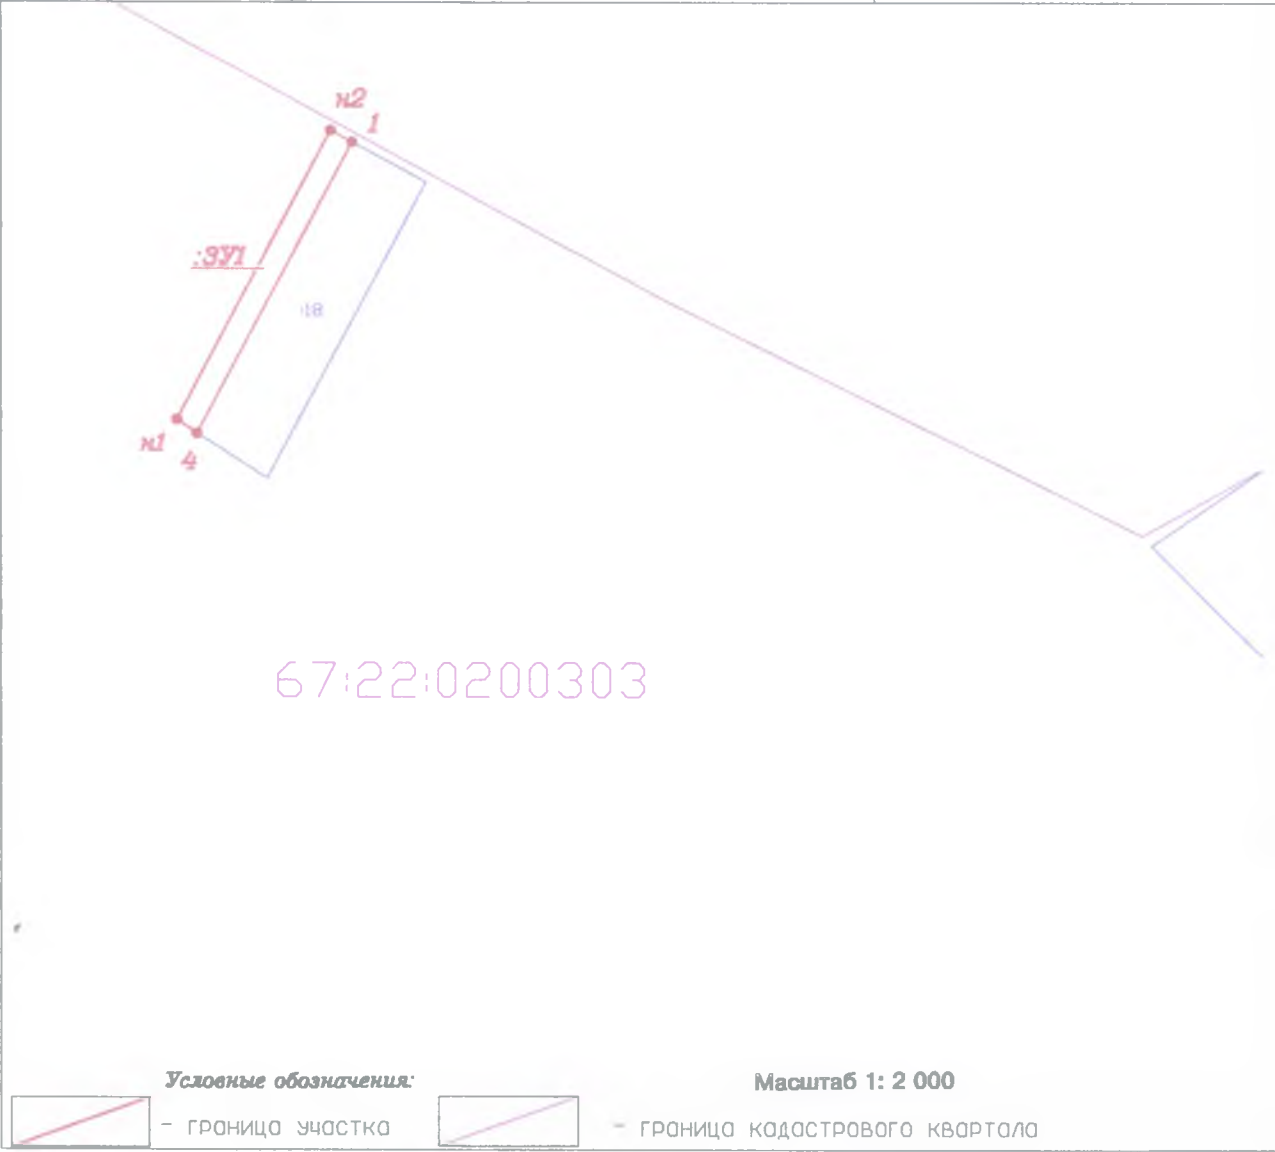 н2
1
:ЗУ1
:18
н1
4
67:22:0200303
Условные обозначения:
Масштаб 1: 2 000
- граница участка
- граница кадастрового квартала